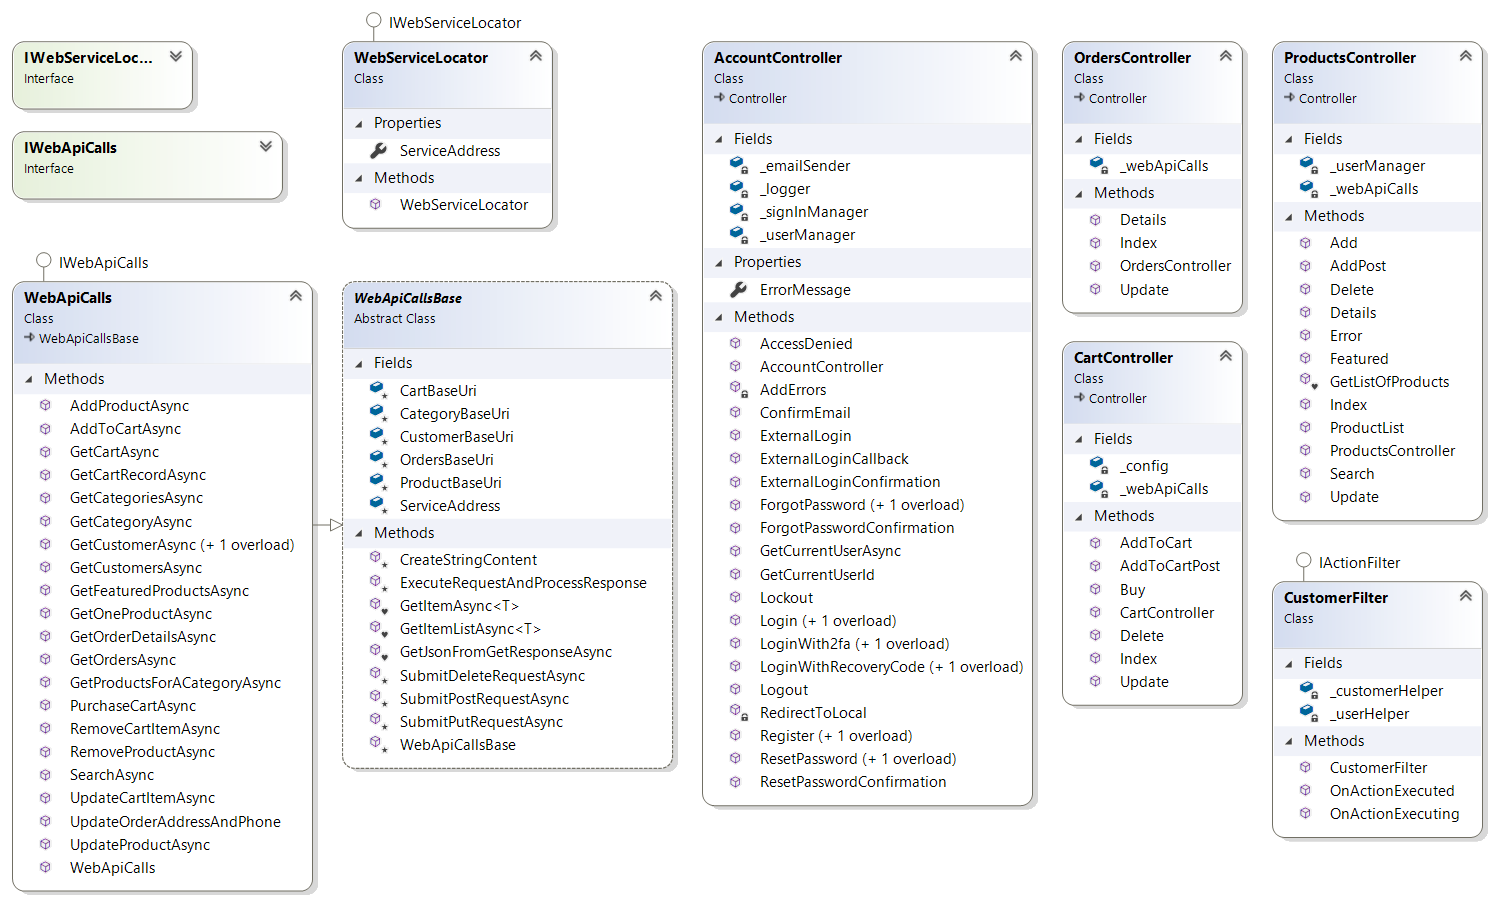 IWebServiceLoc...
Interface
IWebApiCalls
Interface
IWebServiceLocator
WebServiceLocator
Class
Properties
ServiceAddress
Methods
WebServiceLocator
IWebApiCalls
WebApiCalls
Class
WebApiCallsBase
Methods
AddProductAsync
AddToCartAsync
GetCartAsync
GetCartRecordAsync
GetCategoriesAsync
GetCategoryAsync
GetCustomerAsync (+ 1 overload)
GetCustomersAsync
GetFeaturedProductsAsync
GetOneProductAsync
GetOrderDetailsAsync
GetOrdersAsync
GetProductsForACategoryAsync
PurchaseCartAsync
RemoveCartItemAsync
RemoveProductAsync
SearchAsync
UpdateCartItemAsync
UpdateOrderAddressAndPhone
UpdateProductAsync
WebApiCalls
WebApiCallsBase
Abstract Class
Fields
CartBaseUri
CategoryBaseUri
CustomerBaseUri
OrdersBaseUri
ProductBaseUri
ServiceAddress
Methods
CreateStringContent
ExecuteRequestAndProcessResponse
GetItemAsync<T>
GetItemListAsync<T>
GetJsonFromGetResponseAsync
SubmitDeleteRequestAsync
SubmitPostRequestAsync
SubmitPutRequestAsync
WebApiCallsBase
AccountController
Class
Controller
Fields
_emailSender
_logger
_signInManager
_userManager
Properties
ErrorMessage
Methods
AccessDenied
AccountController
AddErrors
ConfirmEmail
ExternalLogin
ExternalLoginCallback
ExternalLoginConfirmation
ForgotPassword (+ 1 overload)
ForgotPasswordConfirmation
GetCurrentUserAsync
GetCurrentUserId
Lockout
Login (+ 1 overload)
LoginWith2fa (+ 1 overload)
LoginWithRecoveryCode (+ 1 overload)
Logout
RedirectToLocal
Register (+ 1 overload)
ResetPassword (+ 1 overload)
ResetPasswordConfirmation
OrdersController
Class
Controller
Fields
_webApiCalls
Methods
Details
Index
OrdersController
Update
CartController
Class
Controller
Fields
_config
_webApiCalls
Methods
AddToCart
AddToCartPost
Buy
CartController
Delete
Index
Update
ProductsController
Class
Controller
Fields
_userManager
_webApiCalls
Methods
Add
AddPost
Delete
Details
Error
Featured
GetListOfProducts
Index
ProductList
ProductsController
Search
Update
IActionFilter
CustomerFilter
Class
Fields
_customerHelper
_userHelper
Methods
CustomerFilter
OnActionExecuted
OnActionExecuting